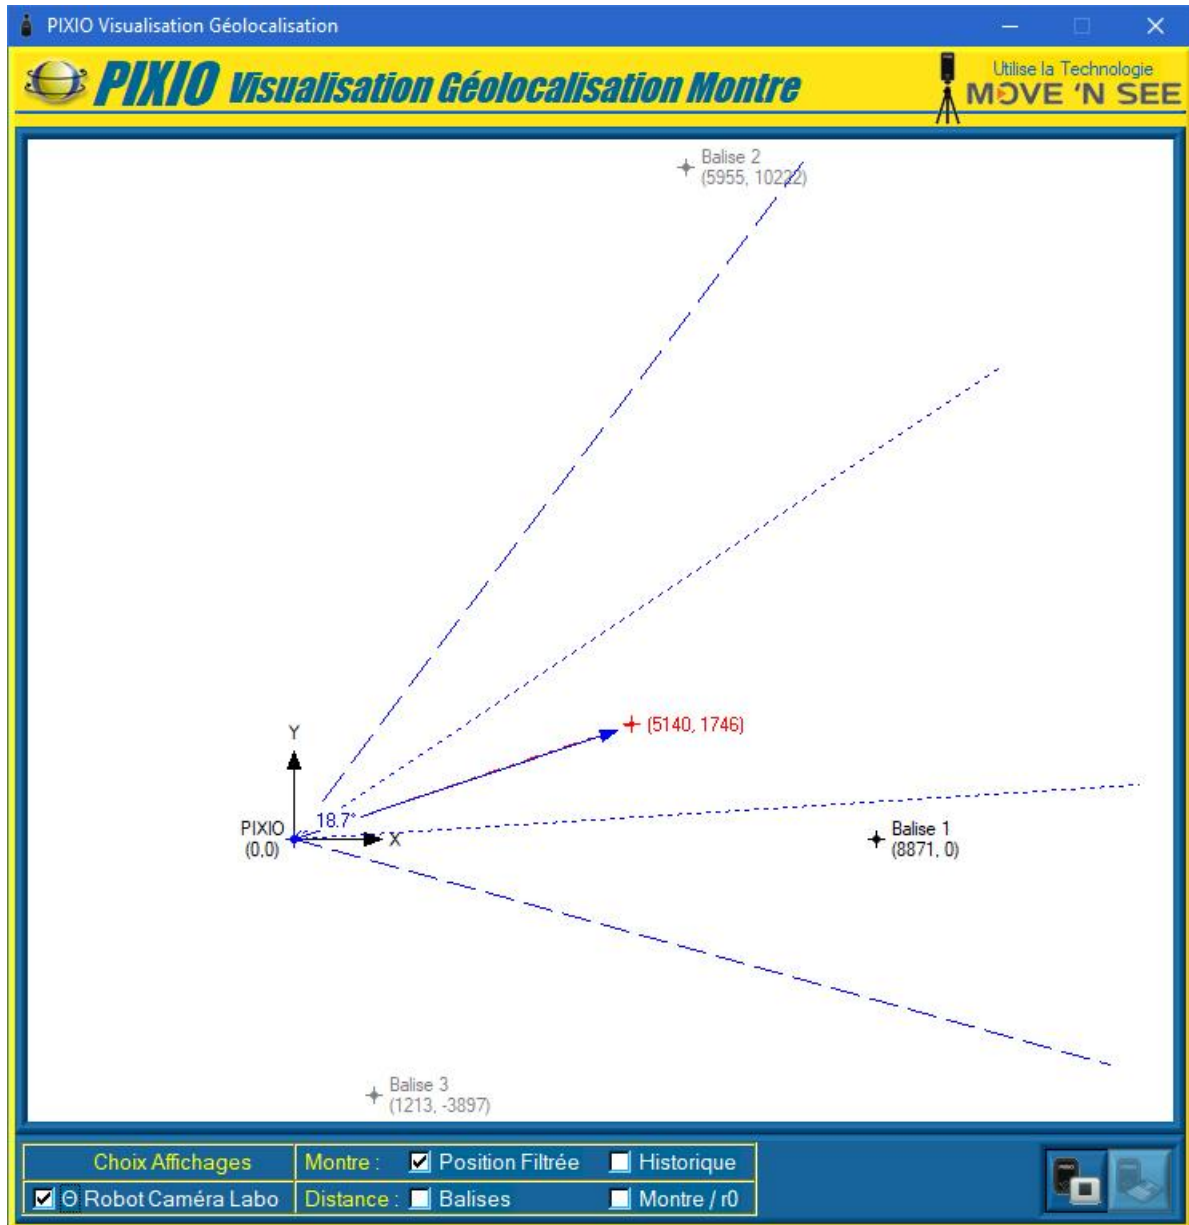 PIXIO Visualisation Géolocalisation
PIXIO Visualisation Géolocalisation Montre
Utilise la Technologie
MOVE 'N SEE
Balise 2
(5955, 10222)
(5140, 1746)
Y
18.7°
PIXIO
(0,0)
X
Balise 1
(8871, 0)
Balise 3
(1213, -3897)
Choix Affichages
Montre : Position Filtrée Historique
Θ Robot Caméra Labo
Distance : Balises Montre / r0